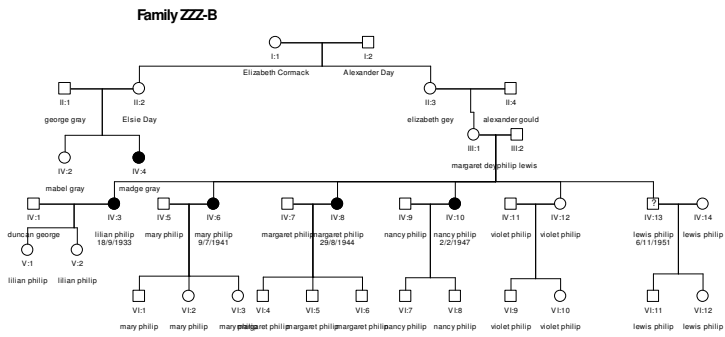 Family ZZZ-B
I:1 I:2
Elizabeth Cormack Alexander Day
II:1 II:2 II:3 II:4
george gray Elsie Day elizabeth gey alexander gould
III:1 III:2
margaret dey philip lewis
IV:2 IV:4
mabel gray madge gray
IV:1 IV:3 IV:5 IV:6 IV:7 IV:8 IV:9 IV:10 IV:11 IV:12 ? IV:13 IV:14
duncan george lilian philip mary philip mary philip margaret philip margaret philip nancy philip nancy philip violet philip violet philip lewis philip lewis philip
18/9/1933 9/7/1941 29/8/1944 2/2/1947 6/11/1951
V:1 V:2
lilian philip lilian philip
VI:1 VI:2 VI:3 VI:4 VI:5 VI:6 VI:7 VI:8 VI:9 VI:10 VI:11 VI:12
mary philip mary philip mary philip margaret philip margaret philip margaret philip nancy philip nancy philip violet philip violet philip lewis philip lewis philip